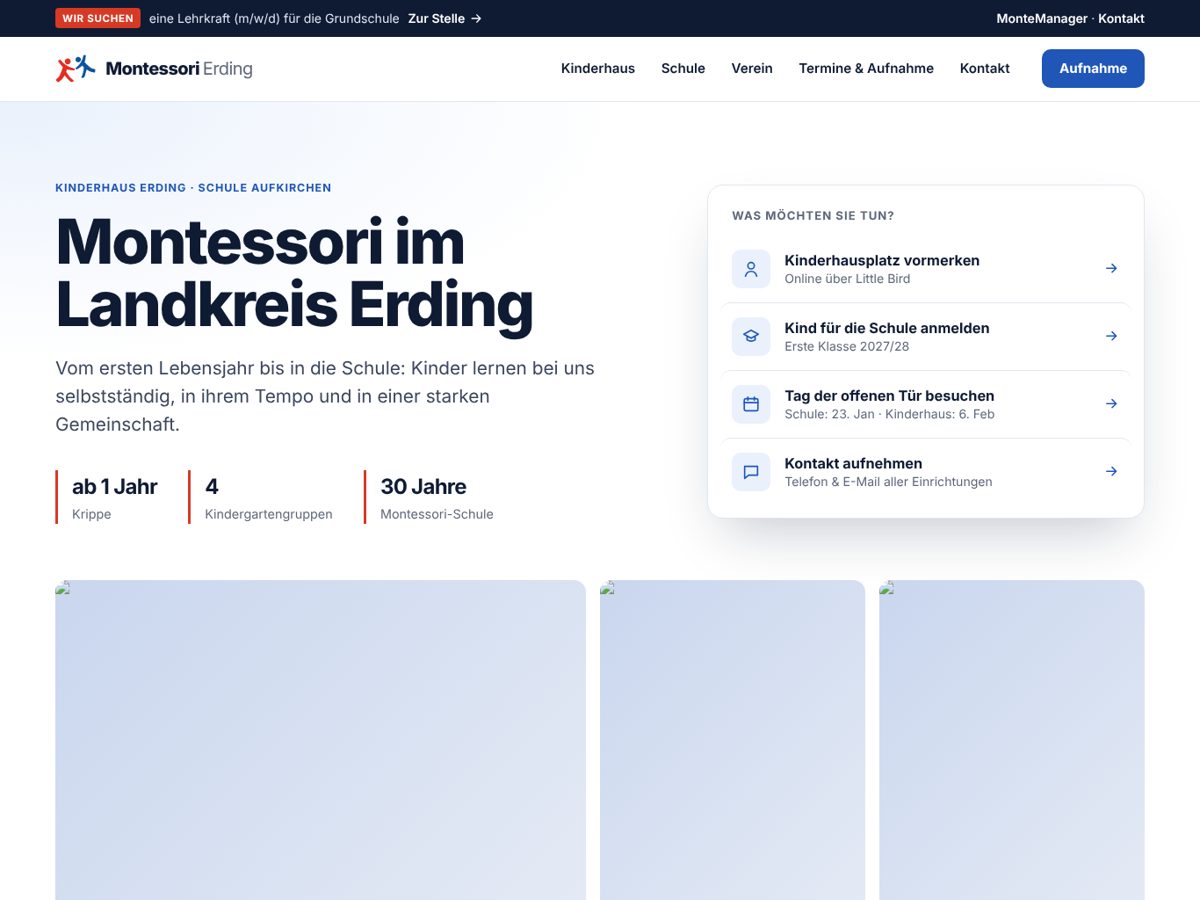 WIR SUCHEN eine Lehrkraft (m/w/d) für die Grundschule Zur Stelle →
MonteManager · Kontakt
Montessori Erding
Kinderhaus Schule Verein Termine & Aufnahme Kontakt Aufnahme
KINDERHAUS ERDING · SCHULE AUFKIRCHEN
Montessori im
Landkreis Erding
Vom ersten Lebensjahr bis in die Schule: Kinder lernen bei uns
selbstständig, in ihrem Tempo und in einer starken
Gemeinschaft.
ab 1 Jahr
Krippe
4
Kindergartengruppen
30 Jahre
Montessori-Schule
WAS MÖCHTEN SIE TUN?
Kinderhausplatz vormerken
Online über Little Bird
Kind für die Schule anmelden
Erste Klasse 2027/28
Tag der offenen Tür besuchen
Schule: 23. Jan · Kinderhaus: 6. Feb
Kontakt aufnehmen
Telefon & E-Mail aller Einrichtungen